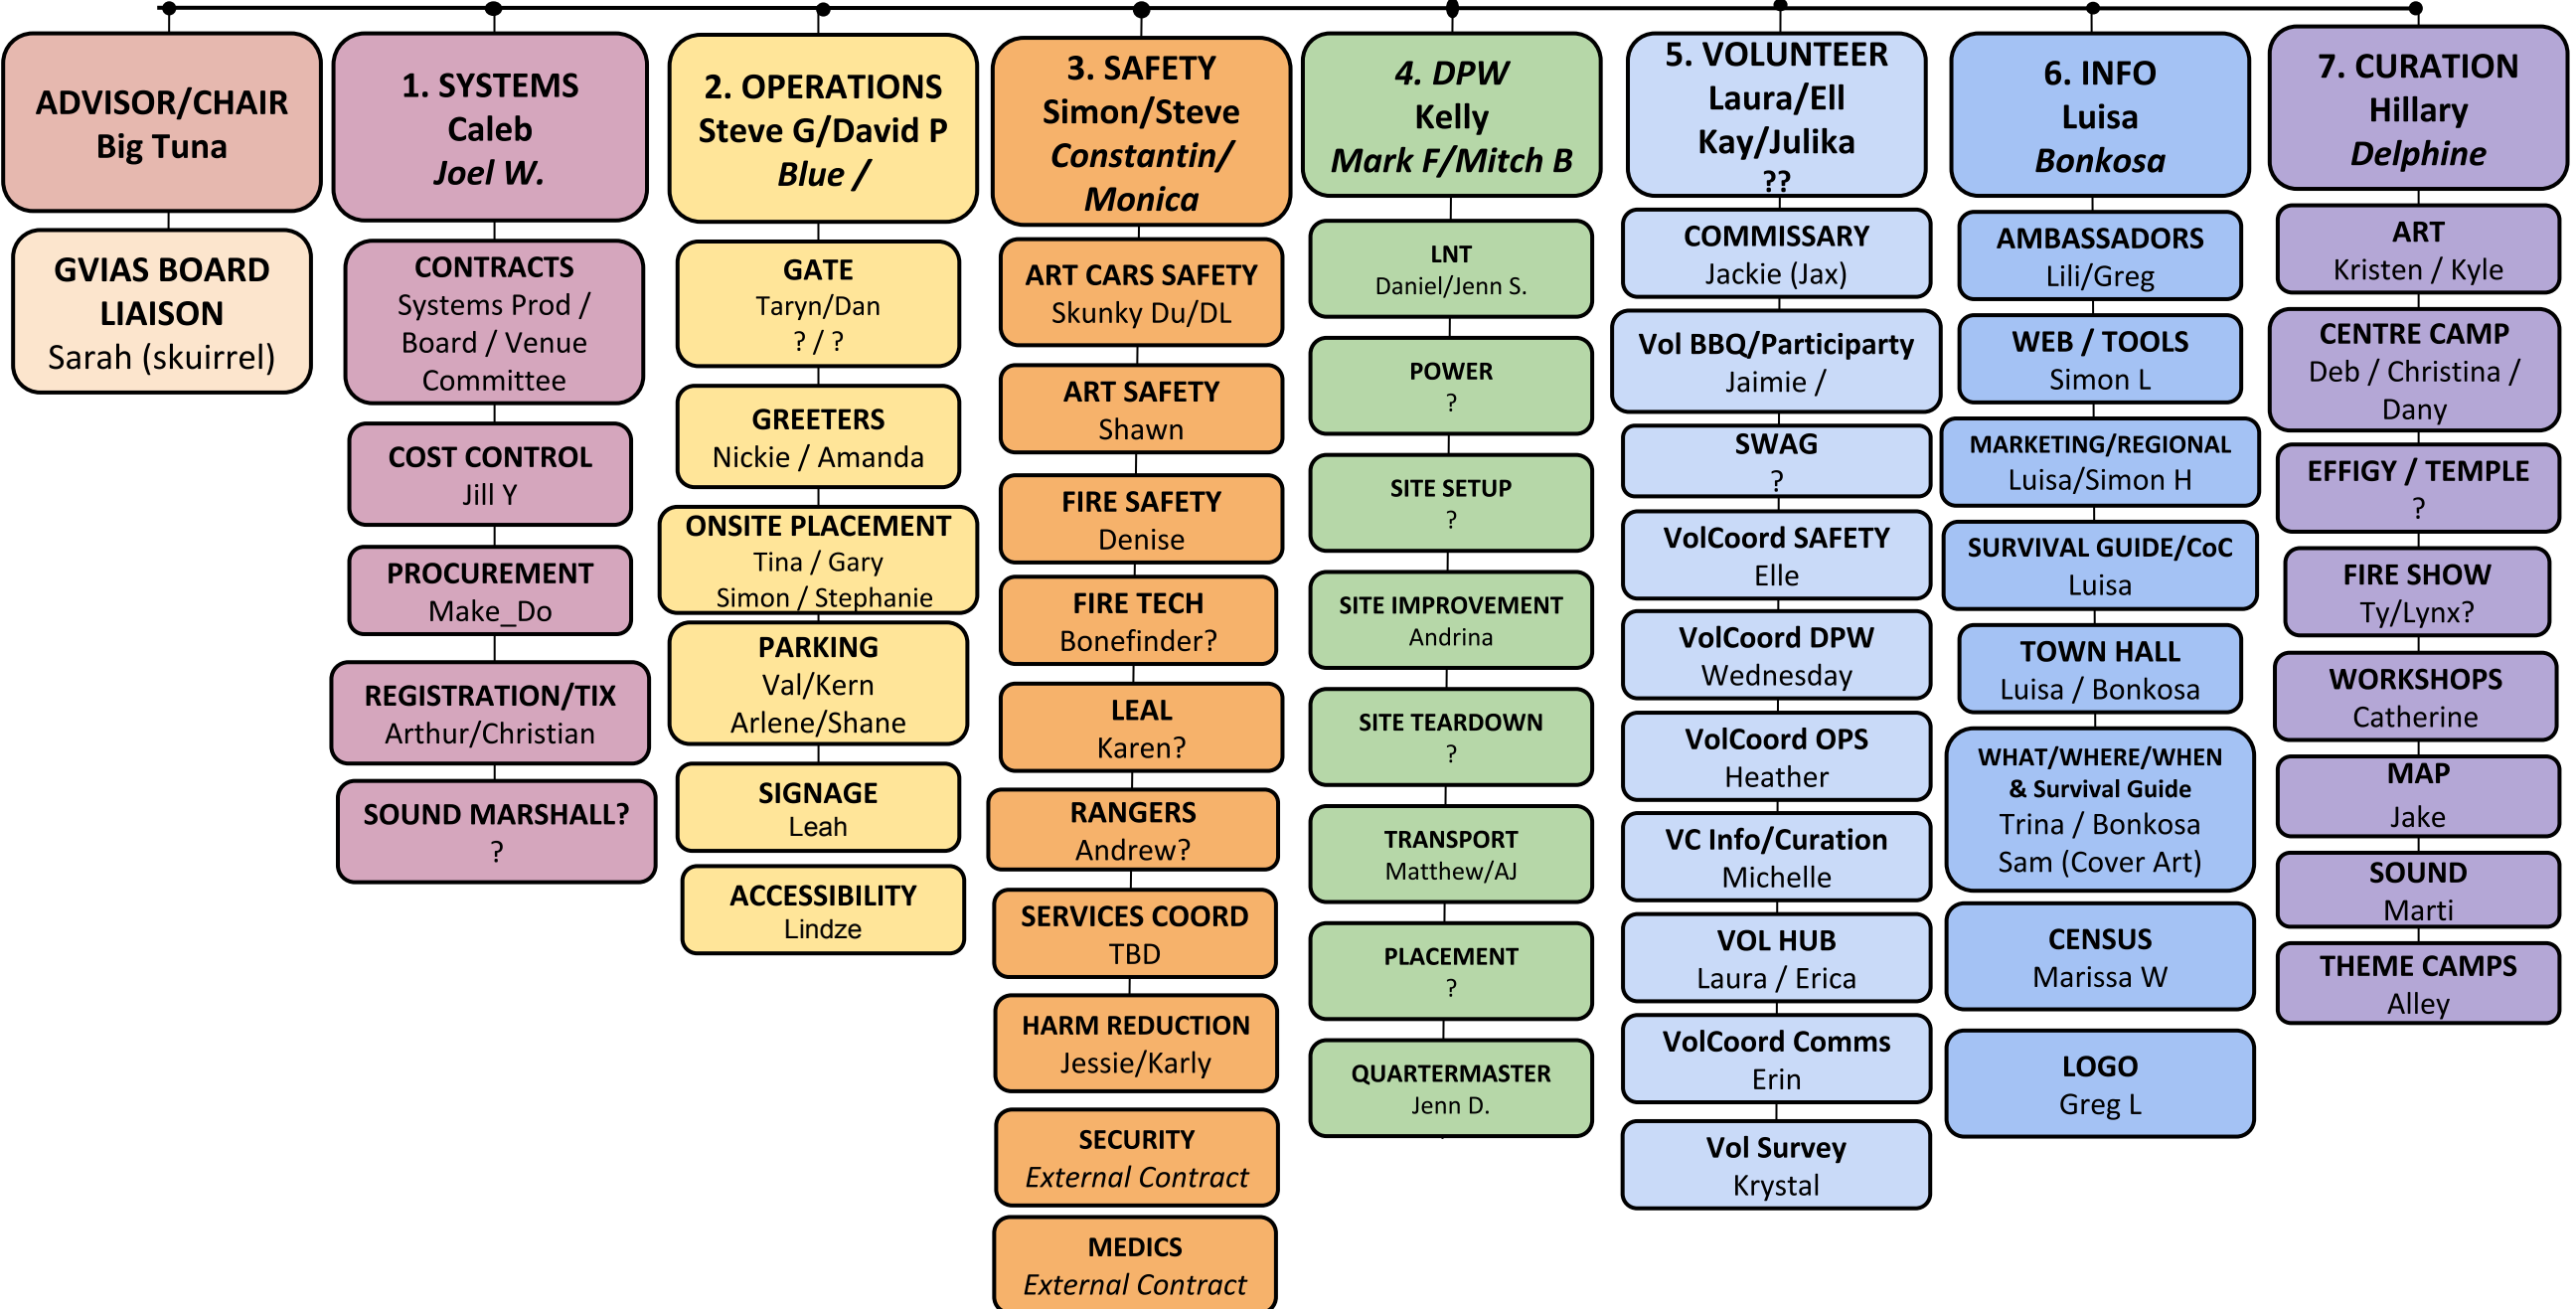 ADVISOR/CHAIR
Big Tuna
GVIAS BOARD
LIAISON
Sarah (skuirrel)
1. SYSTEMS
Caleb
Joel W.
CONTRACTS
Systems Prod /
Board / Venue
Committee
COST CONTROL
Jill Y
PROCUREMENT
Make_Do
REGISTRATION/TIX
Arthur/Christian
SOUND MARSHALL?
?
2. OPERATIONS
Steve G/David P
Blue /
GATE
Taryn/Dan
? / ?
GREETERS
Nickie / Amanda
ONSITE PLACEMENT
Tina / Gary
Simon / Stephanie
PARKING
Val/Kern
Arlene/Shane
SIGNAGE
Leah
ACCESSIBILITY
Lindze
3. SAFETY
Simon/Steve
Constantin/
Monica
ART CARS SAFETY
Skunky Du/DL
ART SAFETY
Shawn
FIRE SAFETY
Denise
FIRE TECH
Bonefinder?
LEAL
Karen?
RANGERS
Andrew?
SERVICES COORD
TBD
HARM REDUCTION
Jessie/Karly
SECURITY
External Contract
MEDICS
External Contract
4. DPW
Kelly
Mark F/Mitch B
LNT
Daniel/Jenn S.
POWER
?
SITE SETUP
?
SITE IMPROVEMENT
Andrina
SITE TEARDOWN
?
TRANSPORT
Matthew/AJ
PLACEMENT
?
QUARTERMASTER
Jenn D.
5. VOLUNTEER
Laura/Ell
Kay/Julika
??
COMMISSARY
Jackie (Jax)
Vol BBQ/Participarty
Jaimie /
SWAG
?
VolCoord SAFETY
Elle
VolCoord DPW
Wednesday
VolCoord OPS
Heather
VC Info/Curation
Michelle
VOL HUB
Laura / Erica
VolCoord Comms
Erin
Vol Survey
Krystal
6. INFO
Luisa
Bonkosa
AMBASSADORS
Lili/Greg
WEB / TOOLS
Simon L
MARKETING/REGIONAL
Luisa/Simon H
SURVIVAL GUIDE/CoC
Luisa
TOWN HALL
Luisa / Bonkosa
WHAT/WHERE/WHEN
& Survival Guide
Trina / Bonkosa
Sam (Cover Art)
CENSUS
Marissa W
LOGO
Greg L
7. CURATION
Hillary
Delphine
ART
Kristen / Kyle
CENTRE CAMP
Deb / Christina /
Dany
EFFIGY / TEMPLE
?
FIRE SHOW
Ty/Lynx?
WORKSHOPS
Catherine
MAP
Jake
SOUND
Marti
THEME CAMPS
Alley